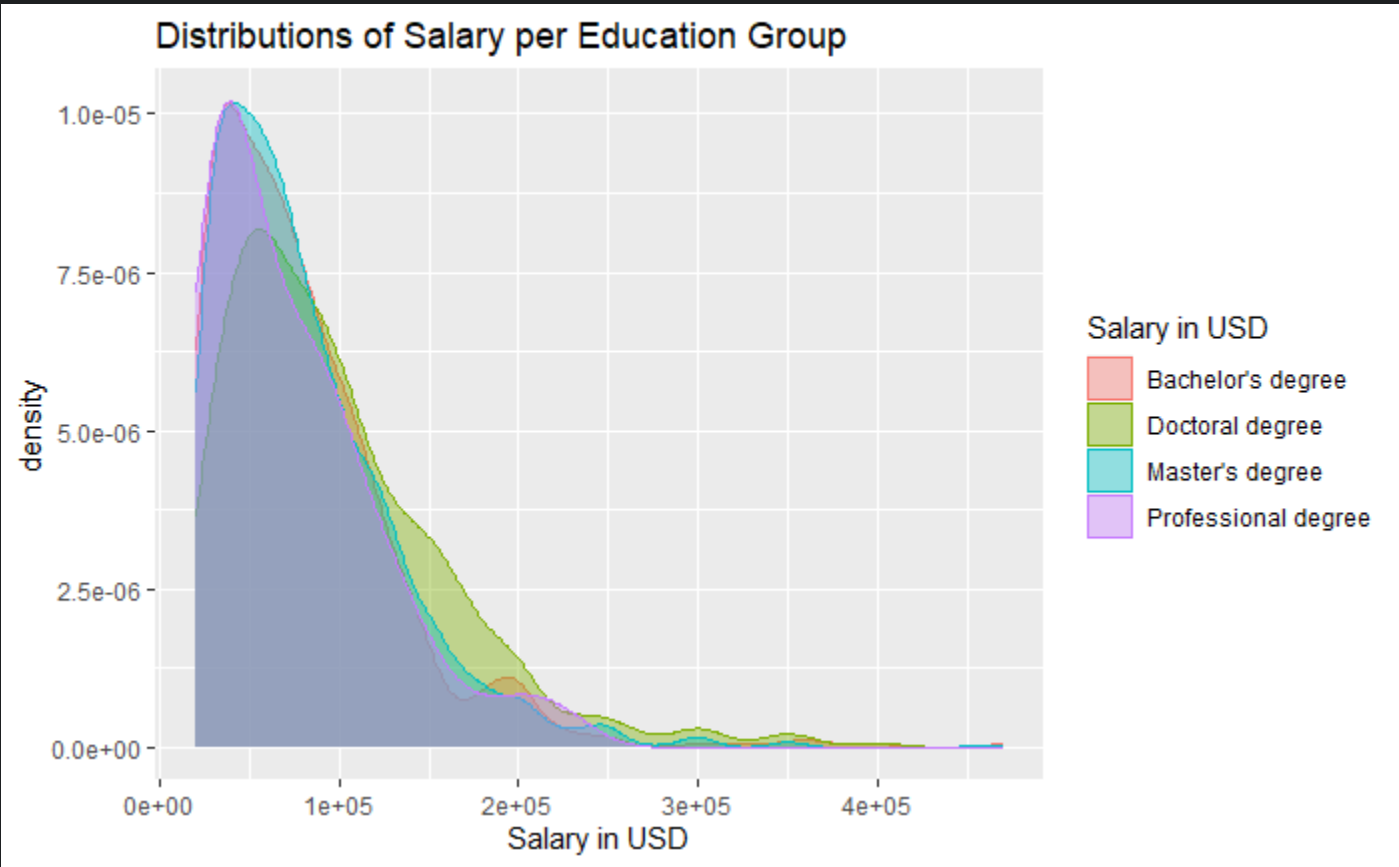 Distributions of Salary per Education Group
1.0e-05
7.5e-06
5.0e-06
2.5e-06
0.0e+00
density
0e+00 1e+05 2e+05 3e+05 4e+05
Salary in USD
Salary in USD
Bachelor's degree
Doctoral degree
Master's degree
Professional degree